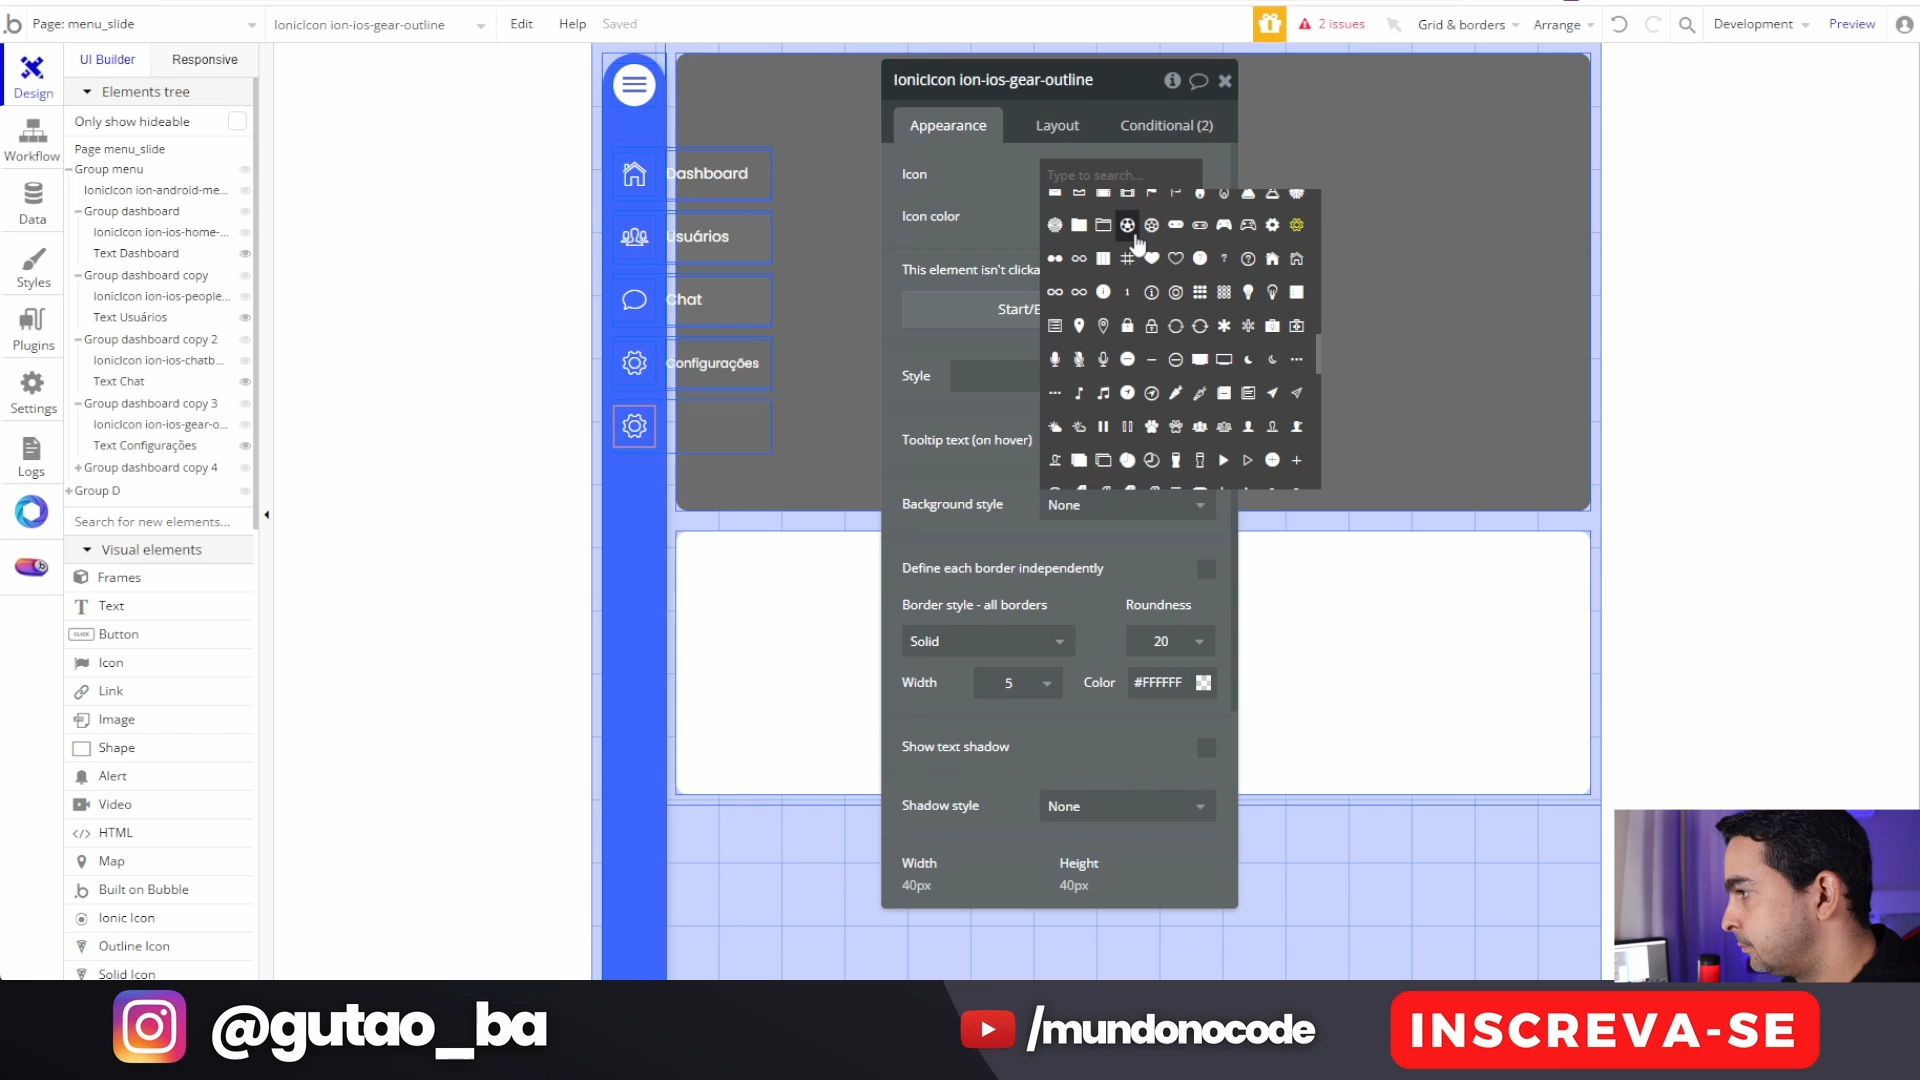 Page: menu_slide
IonicIcon ion-ios-gear-outline
Edit
Help
Saved
2 issues
Grid & borders
Arrange
Development
Preview
Design
Workflow
Data
Styles
Plugins
Settings
Logs
UI Builder
Responsive
Elements tree
Only show hideable
Page menu_slide
Group menu
IonicIcon ion-android-me...
Group dashboard
IonicIcon ion-ios-home-...
Text Dashboard
Group dashboard copy
IonicIcon ion-ios-people...
Text Usuários
Group dashboard copy 2
IonicIcon ion-ios-chatb...
Text Chat
Group dashboard copy 3
IonicIcon ion-ios-gear-o...
Text Configurações
Group dashboard copy 4
Group D
Search for new elements...
Visual elements
Frames
Text
CLICK
Button
Icon
Link
Image
Shape
Alert
Video
HTML
Map
Built on Bubble
Ionic Icon
Outline Icon
Solid Icon
Dashboard
Usuários
Chat
Configurações
IonicIcon ion-ios-gear-outline
Appearance
Layout
Conditional (2)
Icon
Type to search...
Icon color
This element isn't clicka
Start/E
Style
Tooltip text (on hover)
Background style
None
Define each border independently
Border style - all borders
Roundness
Solid
20
Width
5
Color
#FFFFFF
Show text shadow
Shadow style
None
Width
Height
40px
40px
@gutao_ba
/mundonocode
INSCREVA-SE